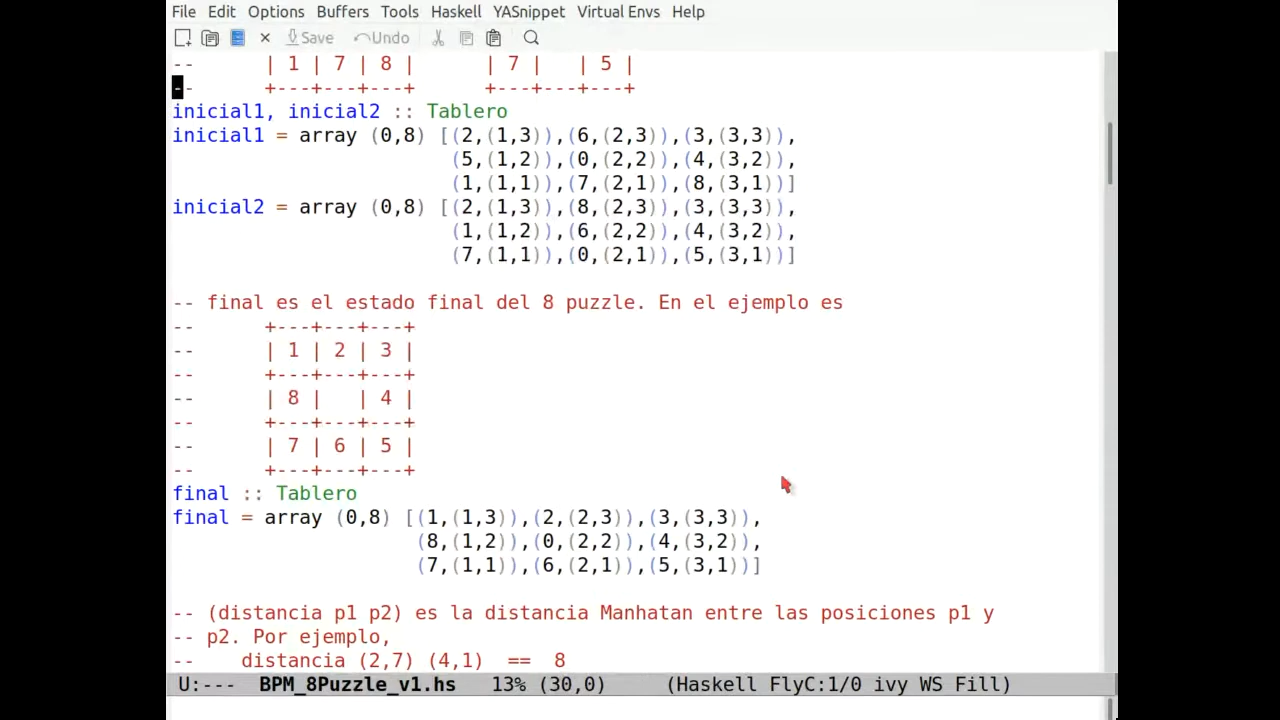 File Edit Options Buffers Tools Haskell YASnippet Virtual Envs Help
Save Undo
--      | 1 | 7 | 8 |      | 7 |   | 5 |
--      +---+---+---+      +---+---+---+
inicial1, inicial2 :: Tablero
inicial1 = array (0,8) [(2,(1,3)),(6,(2,3)),(3,(3,3)),
                        (5,(1,2)),(0,(2,2)),(4,(3,2)),
                        (1,(1,1)),(7,(2,1)),(8,(3,1))]
inicial2 = array (0,8) [(2,(1,3)),(8,(2,3)),(3,(3,3)),
                        (1,(1,2)),(6,(2,2)),(4,(3,2)),
                        (7,(1,1)),(0,(2,1)),(5,(3,1))]
-- final es el estado final del 8 puzzle. En el ejemplo es
--      +---+---+---+
--      | 1 | 2 | 3 |
--      +---+---+---+
--      | 8 |   | 4 |
--      +---+---+---+
--      | 7 | 6 | 5 |
--      +---+---+---+
final :: Tablero
final = array (0,8) [(1,(1,3)),(2,(2,3)),(3,(3,3)),
                     (8,(1,2)),(0,(2,2)),(4,(3,2)),
                     (7,(1,1)),(6,(2,1)),(5,(3,1))]
-- (distancia p1 p2) es la distancia Manhatan entre las posiciones p1 y
-- p2. Por ejemplo,
--    distancia (2,7) (4,1)  ==  8
U:---  BPM_8Puzzle_v1.hs   13% (30,0)     (Haskell FlyC:1/0 ivy WS Fill)